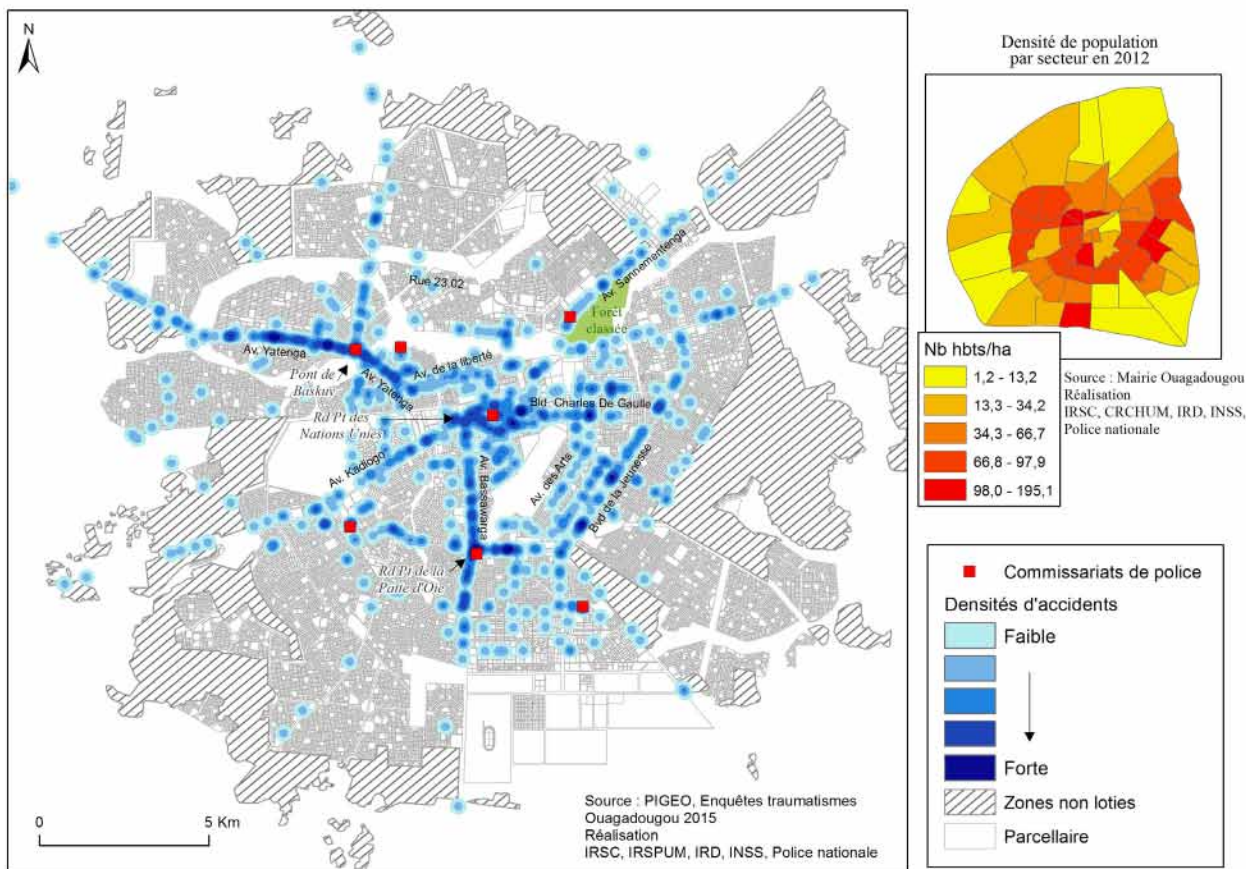 N
Av. Yatenga
Pont de
Baskuy
Av. Yatenga
Rue 23.02
Av. de la liberté
Av. Sannementenga
Forêt
classée
Rd Pt des
Nations Unies
Bld. Charles De Gaulle
Av. Kadiogo
Av. Bassawarga
Av. des Arts
Bvd de la Jeunesse
Rd Pt de la
Patte d'Oie
0 5 Km
Source : PIGEO, Enquêtes traumatismes
Ouagadougou 2015
Réalisation
IRSC, IRSPUM, IRD, INSS, Police nationale
Densité de population
par secteur en 2012
Nb hbts/ha
1,2 - 13,2
13,3 - 34,2
34,3 - 66,7
66,8 - 97,9
98,0 - 195,1
Source : Mairie Ouagadougou
Réalisation
IRSC, CRCHUM, IRD, INSS,
Police nationale
Commissariats de police
Densités d'accidents
Faible
Forte
Zones non loties
Parcellaire